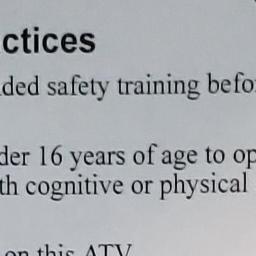 ctices
ded safety training befo
der 16 years of age to op
th cognitive or physical
on this ATV